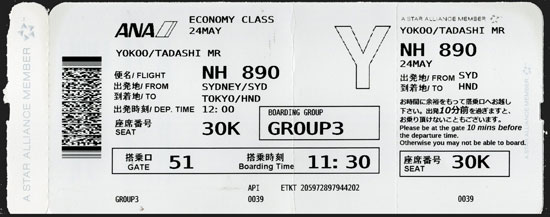 A STAR ALLIANCE MEMBER
ANA
ECONOMY CLASS
24MAY
YOKOO/TADASHI MR
便名/ FLIGHT NH 890
出発地/ FROM SYDNEY/SYD
到着地/ TO TOKYO/HND
出発時刻/ DEP. TIME 12:00
座席番号
SEAT 30K
BOARDING GROUP
GROUP3
搭乗口
GATE 51
搭乗時刻
Boarding Time 11:30
API ETKT 205972897944202
GROUP3 0039
Y
A STAR ALLIANCE MEMBER
YOKOO/TADASHI MR
NH 890
24MAY
出発地/ FROM SYD
到着地/ TO HND
お時間に余裕をもって搭乗口へお越し
下さい。出発10分前を過ぎますと、
お乗り頂けないこともございます。
Please be at the gate 10 mins before
the departure time.
Otherwise you may not be able to board.
座席番号
SEAT 30K
0039
A STAR ALLIANCE MEMBER